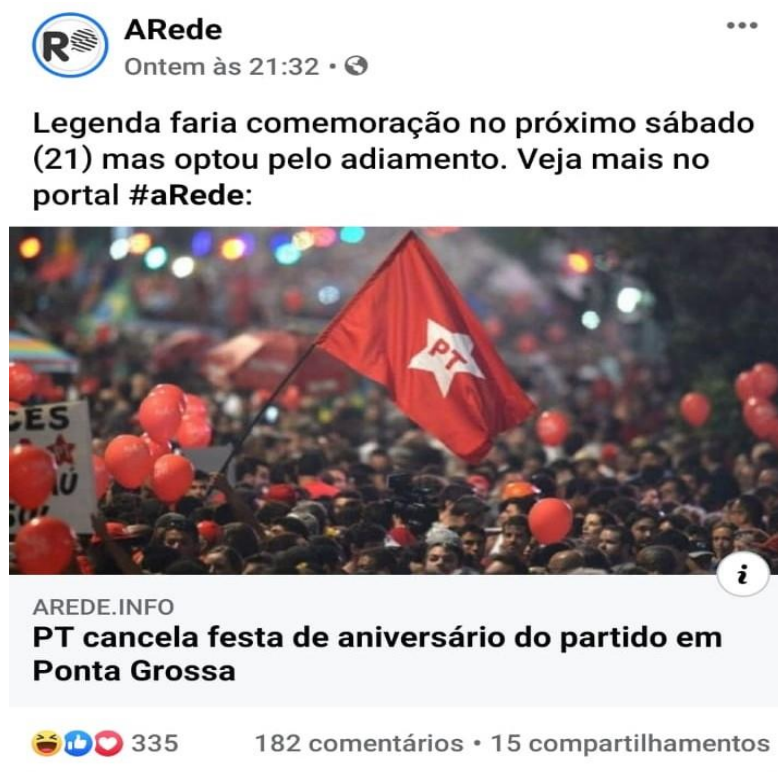 R
ARede
Ontem às 21:32 •
Legenda faria comemoração no próximo sábado
(21) mas optou pelo adiamento. Veja mais no
portal #aRede:
PT
ÇES
Ú
i
AREDE.INFO
PT cancela festa de aniversário do partido em
Ponta Grossa
335
182 comentários • 15 compartilhamentos